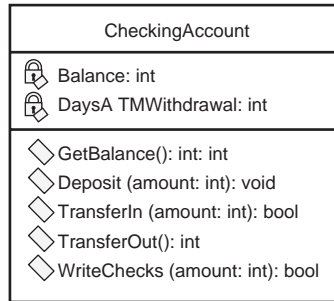 CheckingAccount
Balance: int
DaysA TMWithdrawal: int
GetBalance(): int: int
Deposit (amount: int): void
TransferIn (amount: int): bool
TransferOut(): int
WriteChecks (amount: int): bool